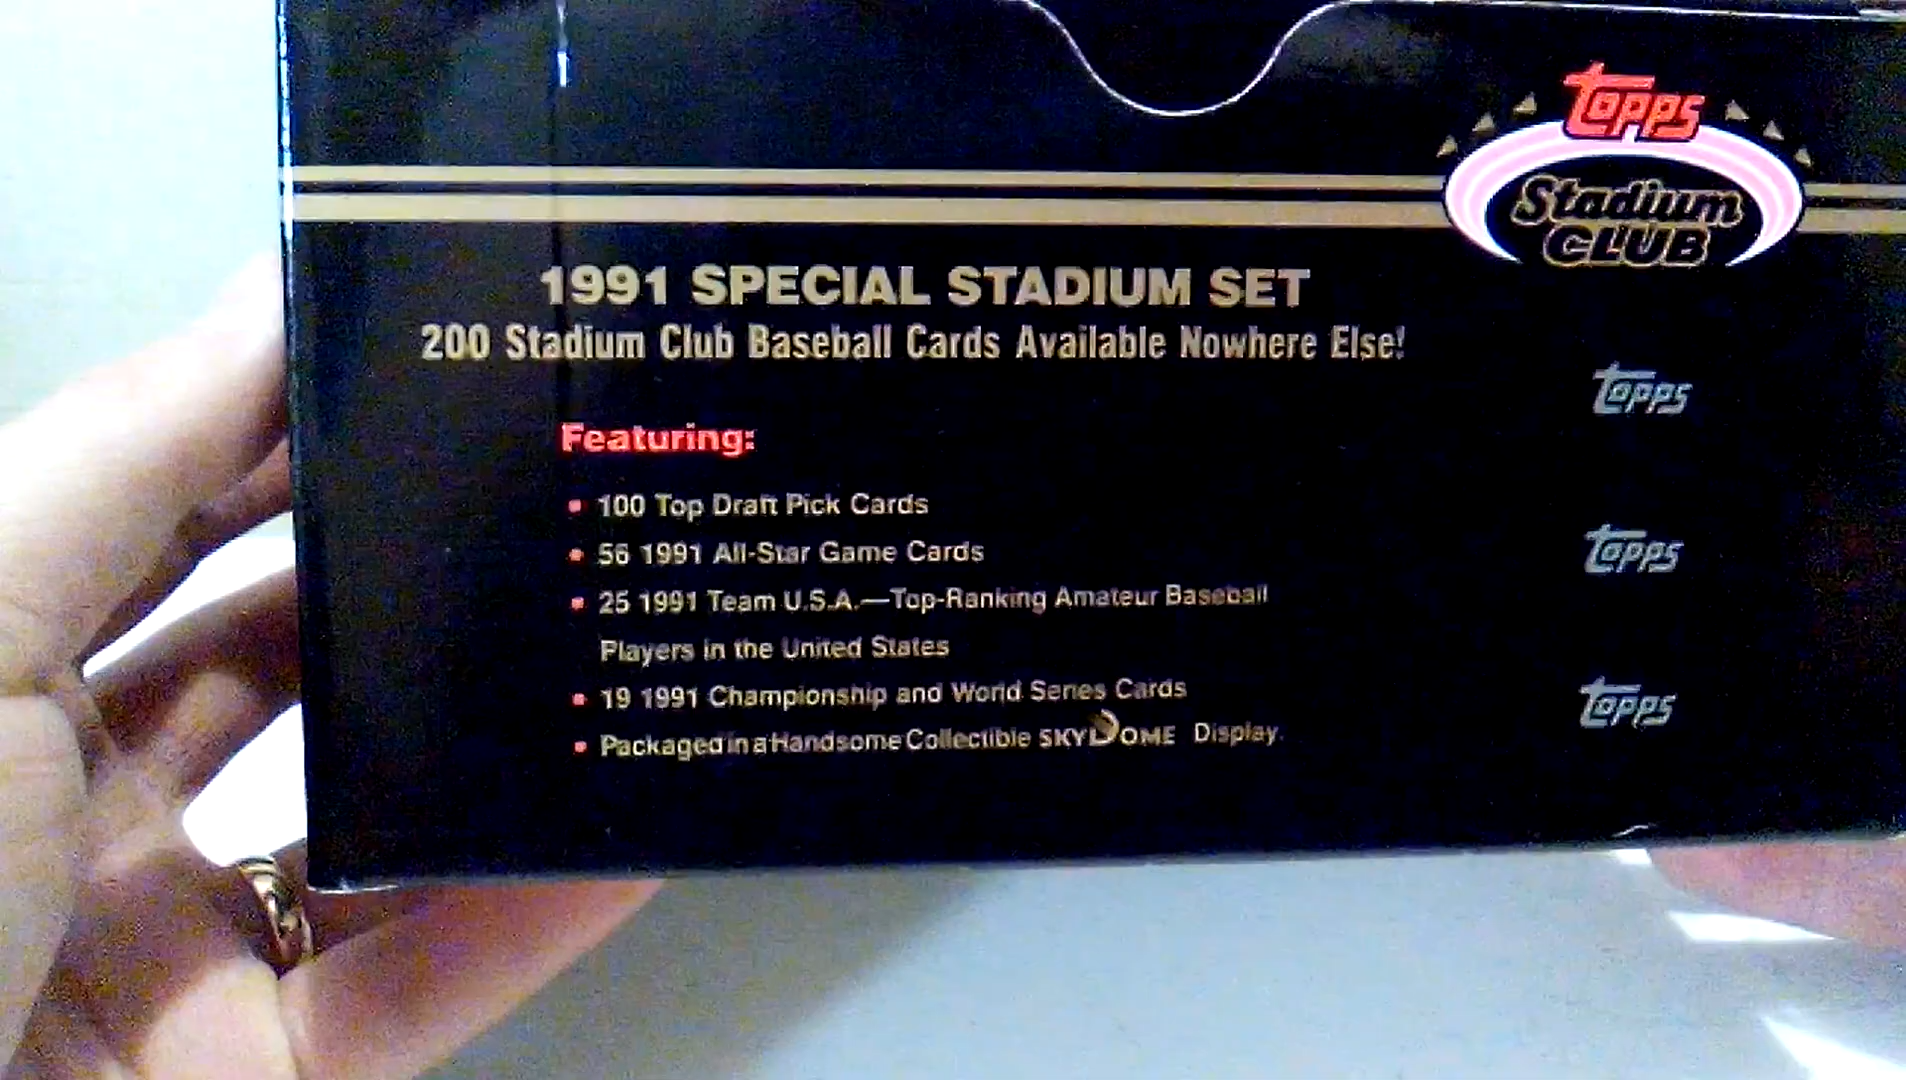 Topps
Stadium
CLUB
1991 SPECIAL STADIUM SET
200 Stadium Club Baseball Cards Available Nowhere Else!
Topps
Featuring:
100 Top Draft Pick Cards
56 1991 All-Star Game Cards
Topps
25 1991 Team U.S.A.—Top-Ranking Amateur Baseball
Players in the United States
19 1991 Championship and World Series Cards
Topps
Packaged in a Handsome Collectible SKYDOME Display.